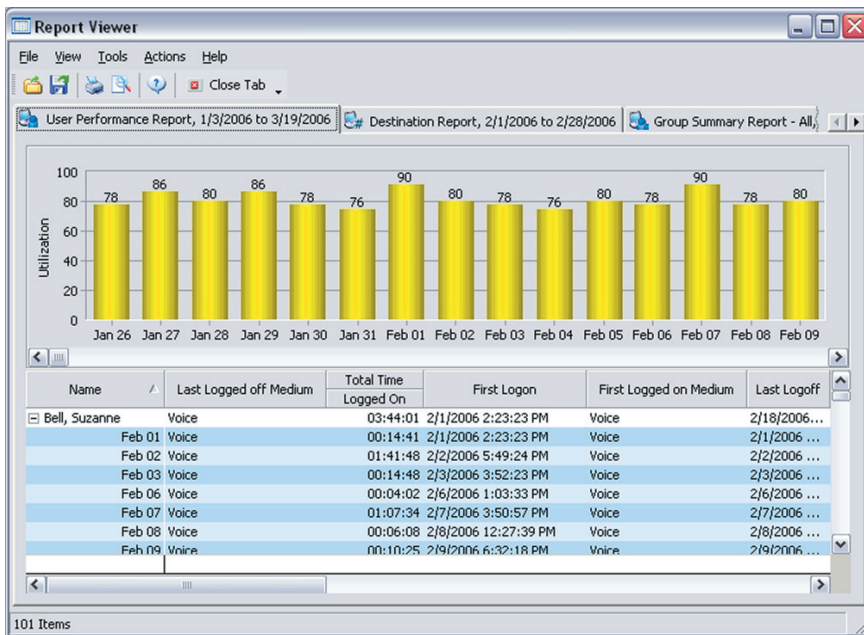 Report Viewer
File View Tools Actions Help
Close Tab
User Performance Report, 1/3/2006 to 3/19/2006 Destination Report, 2/1/2006 to 2/28/2006 Group Summary Report - All,
100
80
60
40
20
0
Utilization
78 86 80 86 78 76 90 80 78 76 80 78 90 78 80
Jan 26 Jan 27 Jan 28 Jan 29 Jan 30 Jan 31 Feb 01 Feb 02 Feb 03 Feb 04 Feb 05 Feb 06 Feb 07 Feb 08 Feb 09
Name Last Logged off Medium Total Time Logged On First Logon First Logged on Medium Last Logoff
Bell, Suzanne Voice 03:44:01 2/1/2006 2:23:23 PM Voice 2/18/2006...
Feb 01 Voice 00:14:41 2/1/2006 2:23:23 PM Voice 2/1/2006 ...
Feb 02 Voice 01:41:48 2/2/2006 5:49:24 PM Voice 2/2/2006 ...
Feb 03 Voice 00:14:48 2/3/2006 3:52:23 PM Voice 2/3/2006 ...
Feb 06 Voice 00:04:02 2/6/2006 1:03:33 PM Voice 2/6/2006 ...
Feb 07 Voice 01:07:34 2/7/2006 3:50:57 PM Voice 2/7/2006 ...
Feb 08 Voice 00:06:08 2/8/2006 12:27:39 PM Voice 2/8/2006 ...
Feb 09 Voice 00:10:25 2/9/2006 6:32:18 PM Voice 2/9/2006 ...
101 Items